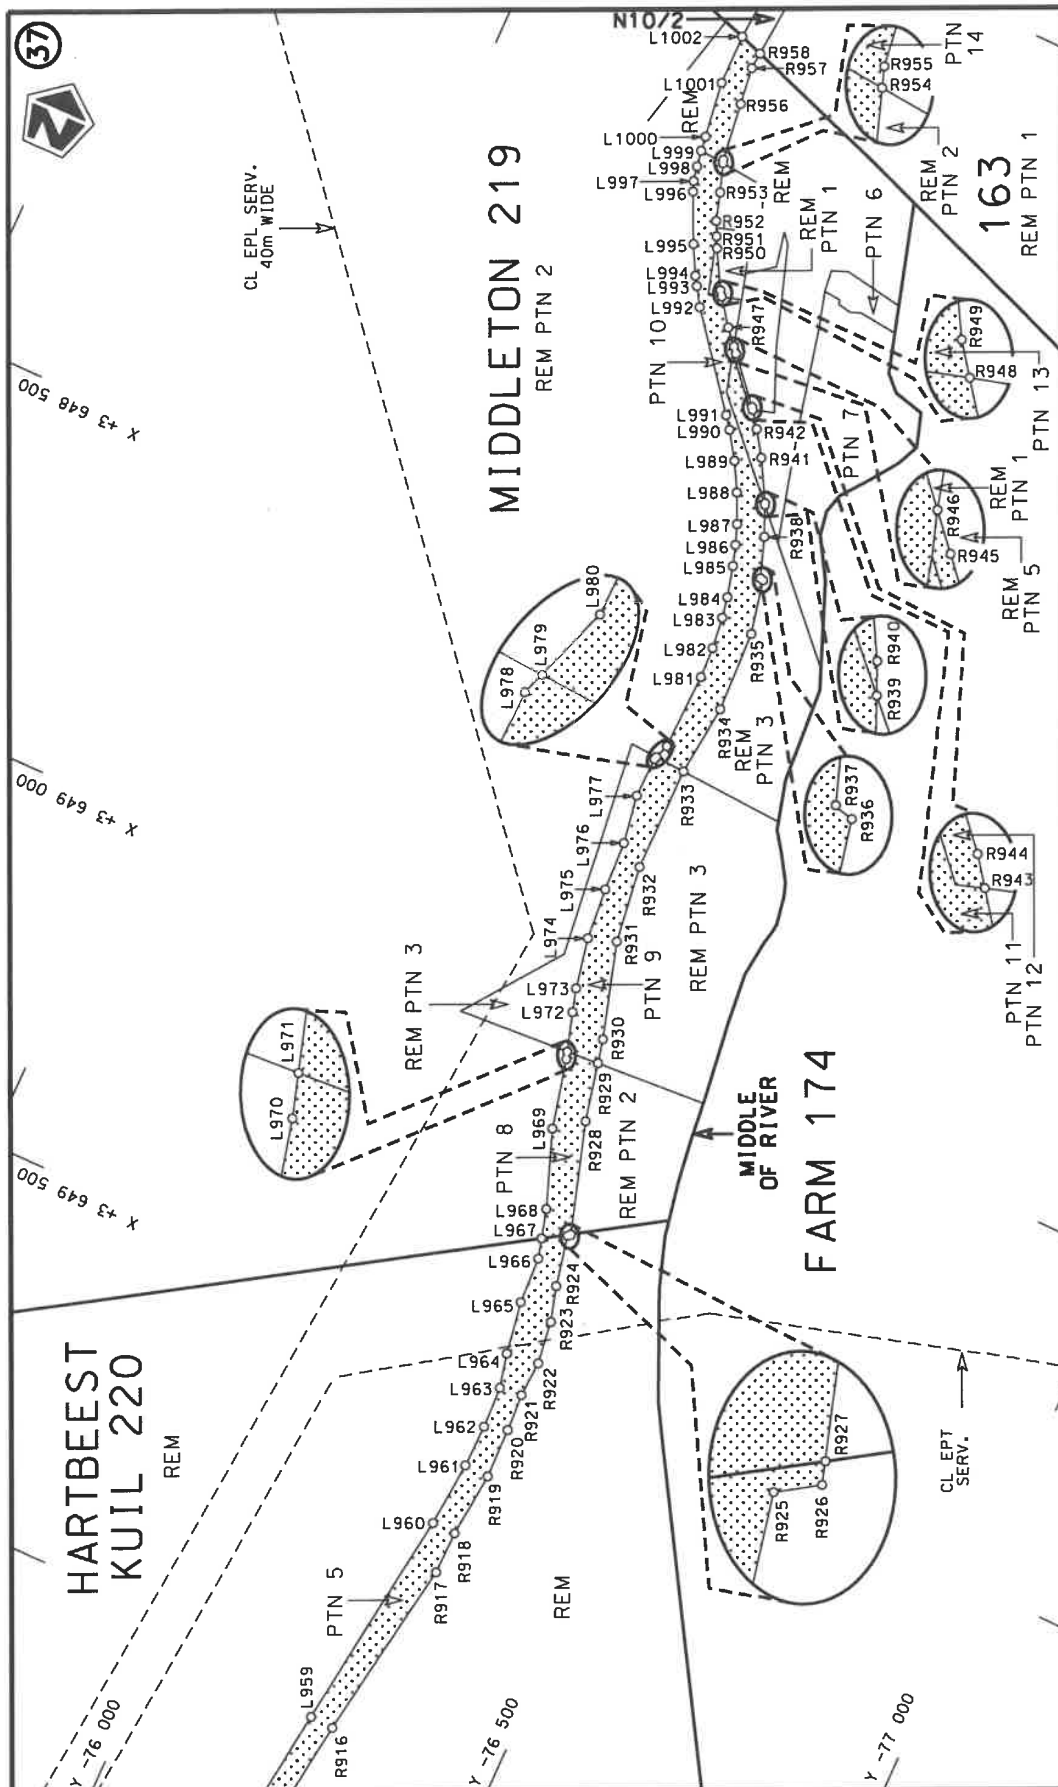 37
N
N10/2
CL EPL SERV.
40m WIDE
MIDDLETON 219
REM PTN 2
X +3 648 500
X +3 649 000
X +3 649 500
HARTBEEST
KUIL 220
REM
Y -76 000
Y -76 500
Y -77 000
L1002
L1001
REM
L1000
L999
L998
L997
L996
L995
L994
L993
L992
PTN 10
L991
L990
L989
L988
L987
L986
L985
L984
L983
L982
L981
L980
L979
L978
L977
L976
L975
L974
L973
L972
REM PTN 3
L971
L970
L969
PTN 8
L968
L967
L966
L965
L964
L963
L962
L961
L960
PTN 5
L959
R958
R957
R956
PTN
14
R955
R954
REM
PTN 2
163
REM PTN 1
REM
R953
R952
R951
R950
REM
PTN 1
PTN 6
R947
R949
R948
PTN 13
PTN 7
R942
R941
REM
PTN 1
R946
R945
REM
PTN 5
R938
R940
R939
R937
R936
R935
R934
REM
PTN 3
R933
R944
R943
PTN 11
PTN 12
R932
REM PTN 3
R931
PTN 9
R930
R929
R928
REM PTN 2
MIDDLE
OF RIVER
FARM 174
R927
R926
R925
R924
R923
R922
R921
R920
R919
R918
R917
R916
REM
CL EPT
SERV.